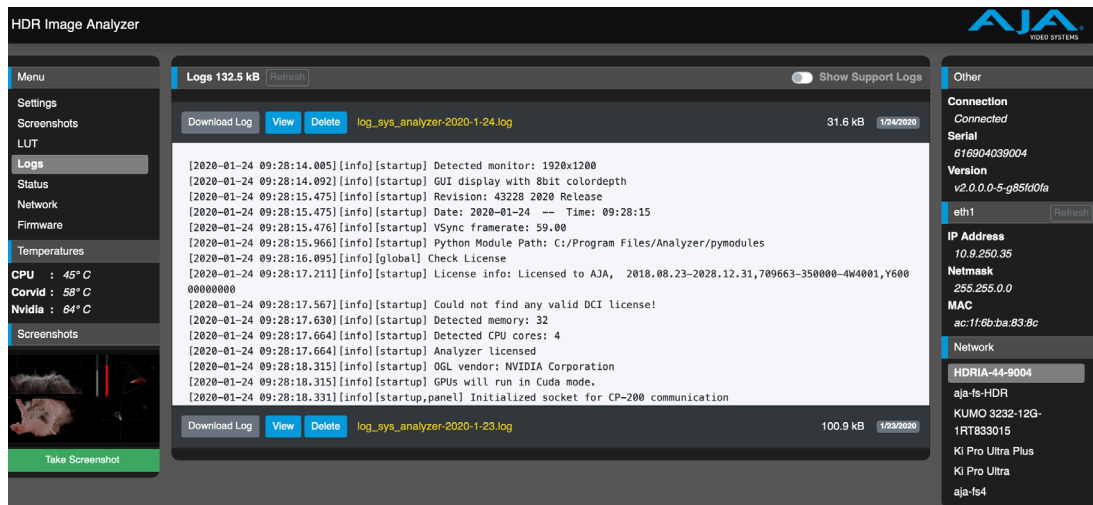 HDR Image Analyzer
AJA
VIDEO SYSTEMS
Menu
Settings
Screenshots
LUT
Logs
Status
Network
Firmware
Temperatures
CPU : 45° C
Corvid : 58° C
Nvidia : 64° C
Screenshots
Take Screenshot
Logs 132.5 kB Refresh
Show Support Logs
Download Log View Delete log_sys_analyzer-2020-1-24.log 31.6 kB 1/24/2020
[2020-01-24 09:28:14.005][info][startup] Detected monitor: 1920x1200
[2020-01-24 09:28:14.092][info][startup] GUI display with 8bit colordepth
[2020-01-24 09:28:15.475][info][startup] Revision: 43228 2020 Release
[2020-01-24 09:28:15.475][info][startup] Date: 2020-01-24 -- Time: 09:28:15
[2020-01-24 09:28:15.476][info][startup] VSync framerate: 59.00
[2020-01-24 09:28:15.966][info][startup] Python Module Path: C:/Program Files/Analyzer/pymodules
[2020-01-24 09:28:16.095][info][global] Check License
[2020-01-24 09:28:17.211][info][startup] License info: Licensed to AJA, 2018.08.23-2028.12.31,709663-350000-4W4001,Y600
00000000
[2020-01-24 09:28:17.567][info][startup] Could not find any valid DCI license!
[2020-01-24 09:28:17.630][info][startup] Detected memory: 32
[2020-01-24 09:28:17.664][info][startup] Detected CPU cores: 4
[2020-01-24 09:28:17.664][info][startup] Analyzer licensed
[2020-01-24 09:28:18.315][info][startup] OGL vendor: NVIDIA Corporation
[2020-01-24 09:28:18.315][info][startup] GPUs will run in Cuda mode.
[2020-01-24 09:28:18.331][info][startup,panel] Initialized socket for CP-200 communication
Download Log View Delete log_sys_analyzer-2020-1-23.log 100.9 kB 1/23/2020
Other
Connection
Connected
Serial
616904039004
Version
v2.0.0.0-5-g85fd0fa
eth1 Refresh
IP Address
10.9.250.35
Netmask
255.255.0.0
MAC
ac:1f:6b:ba:83:8c
Network
HDRIA-44-9004
aja-fs-HDR
KUMO 3232-12G-
1RT833015
Ki Pro Ultra Plus
Ki Pro Ultra
aja-fs4